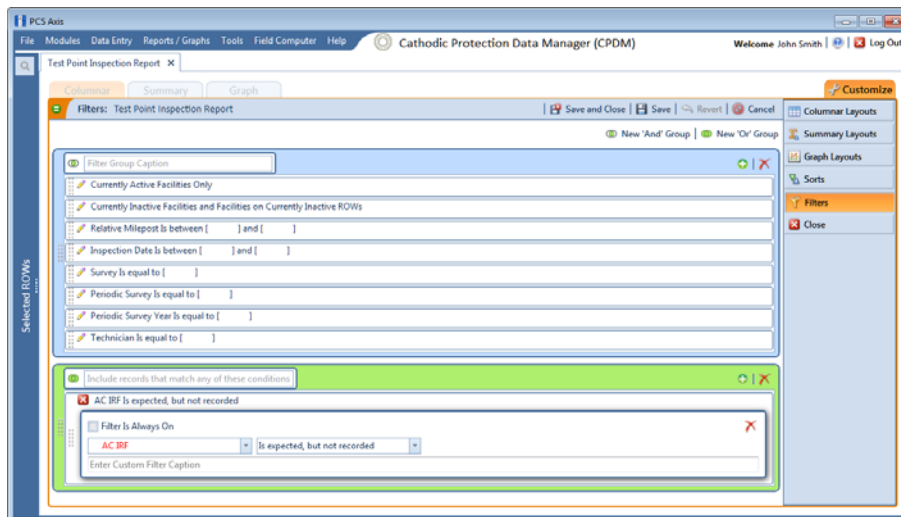 PCS Axis
File Modules Data Entry Reports / Graphs Tools Field Computer Help
Cathodic Protection Data Manager (CPDM)
Welcome John Smith | | Log Out
Test Point Inspection Report X
Columnar Summary Graph
Customize
Filters: Test Point Inspection Report
| Save and Close | Save | Revert | Cancel
New 'And' Group | New 'Or' Group
Columnar Layouts
Summary Layouts
Graph Layouts
Sorts
Filters
Close
Selected ROWs
Filter Group Caption
Currently Active Facilities Only
Currently Inactive Facilities and Facilities on Currently Inactive ROWs
Relative Milepost Is between [ ] and [ ]
Inspection Date Is between [ ] and [ ]
Survey Is equal to [ ]
Periodic Survey Is equal to [ ]
Periodic Survey Year Is equal to [ ]
Technician Is equal to [ ]
Include records that match any of these conditions
AC IRF Is expected, but not recorded
Filter Is Always On
AC IRF Is expected, but not recorded
Enter Custom Filter Caption